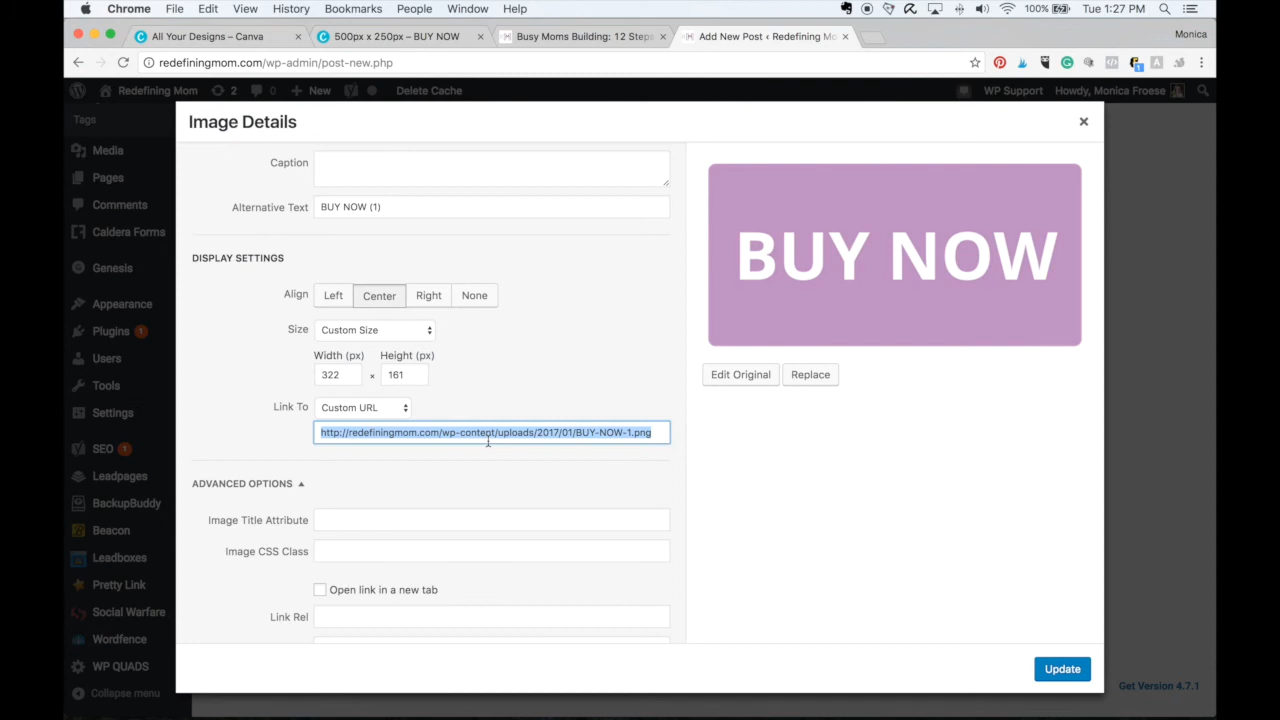 Chrome File Edit View History Bookmarks People Window Help 100% Tue 1:27 PM
All Your Designs – Canva × 500px x 250px – BUY NOW × Busy Moms Building: 12 Steps × Add New Post ‹ Redefining Mo × Monica
redefiningmom.com/wp-admin/post-new.php
Redefining Mom 2 0 New Delete Cache WP Support Howdy, Monica Froese
Tags
Media
Pages
Comments
Caldera Forms
Genesis
Appearance
Plugins 1
Users
Tools
Settings
SEO 1
Leadpages
BackupBuddy
Beacon
Leadboxes
Pretty Link
Social Warfare
Wordfence
WP QUADS
Collapse menu
Image Details ×
Caption
Alternative Text BUY NOW (1)
DISPLAY SETTINGS
Align Left Center Right None
Size Custom Size
Width (px) Height (px)
322 × 161
Link To Custom URL
http://redefiningmom.com/wp-content/uploads/2017/01/BUY-NOW-1.png
ADVANCED OPTIONS
Image Title Attribute
Image CSS Class
Open link in a new tab
Link Rel
BUY NOW
Edit Original Replace
Update
Get Version 4.7.1